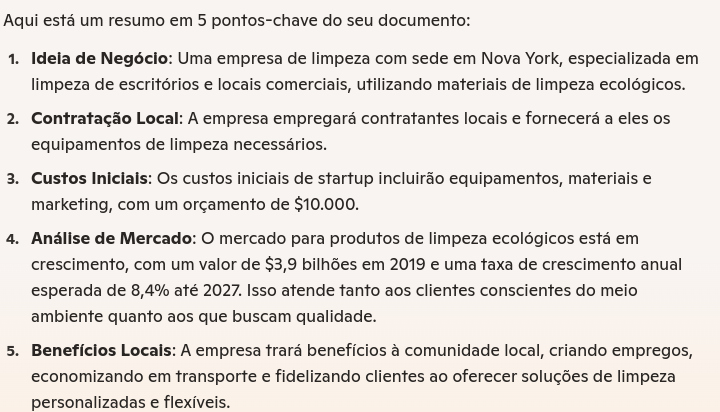 Aqui está um resumo em 5 pontos-chave do seu documento:
1. Ideia de Negócio: Uma empresa de limpeza com sede em Nova York, especializada em
limpeza de escritórios e locais comerciais, utilizando materiais de limpeza ecológicos.
2. Contratação Local: A empresa empregará contratantes locais e fornecerá a eles os
equipamentos de limpeza necessários.
3. Custos Iniciais: Os custos iniciais de startup incluirão equipamentos, materiais e
marketing, com um orçamento de $10.000.
4. Análise de Mercado: O mercado para produtos de limpeza ecológicos está em
crescimento, com um valor de $3,9 bilhões em 2019 e uma taxa de crescimento anual
esperada de 8,4% até 2027. Isso atende tanto aos clientes conscientes do meio
ambiente quanto aos que buscam qualidade.
5. Benefícios Locais: A empresa trará benefícios à comunidade local, criando empregos,
economizando em transporte e fidelizando clientes ao oferecer soluções de limpeza
personalizadas e flexíveis.